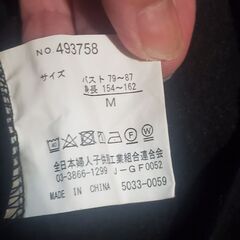 NO. 493758
サイズ
バスト 79~87
身長 154~162
M
全日本婦人子供服工業組合連合会
03-3866-1299 J-GF0052
MADE IN CHINA 5033-0059